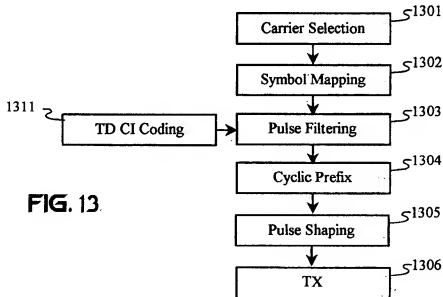 1301
Carrier Selection
1302
Symbol Mapping
1311
1303
TD CI Coding
Pulse Filtering
1304
Cyclic Prefix
FIG. 13
1305
Pulse Shaping
1306
TX